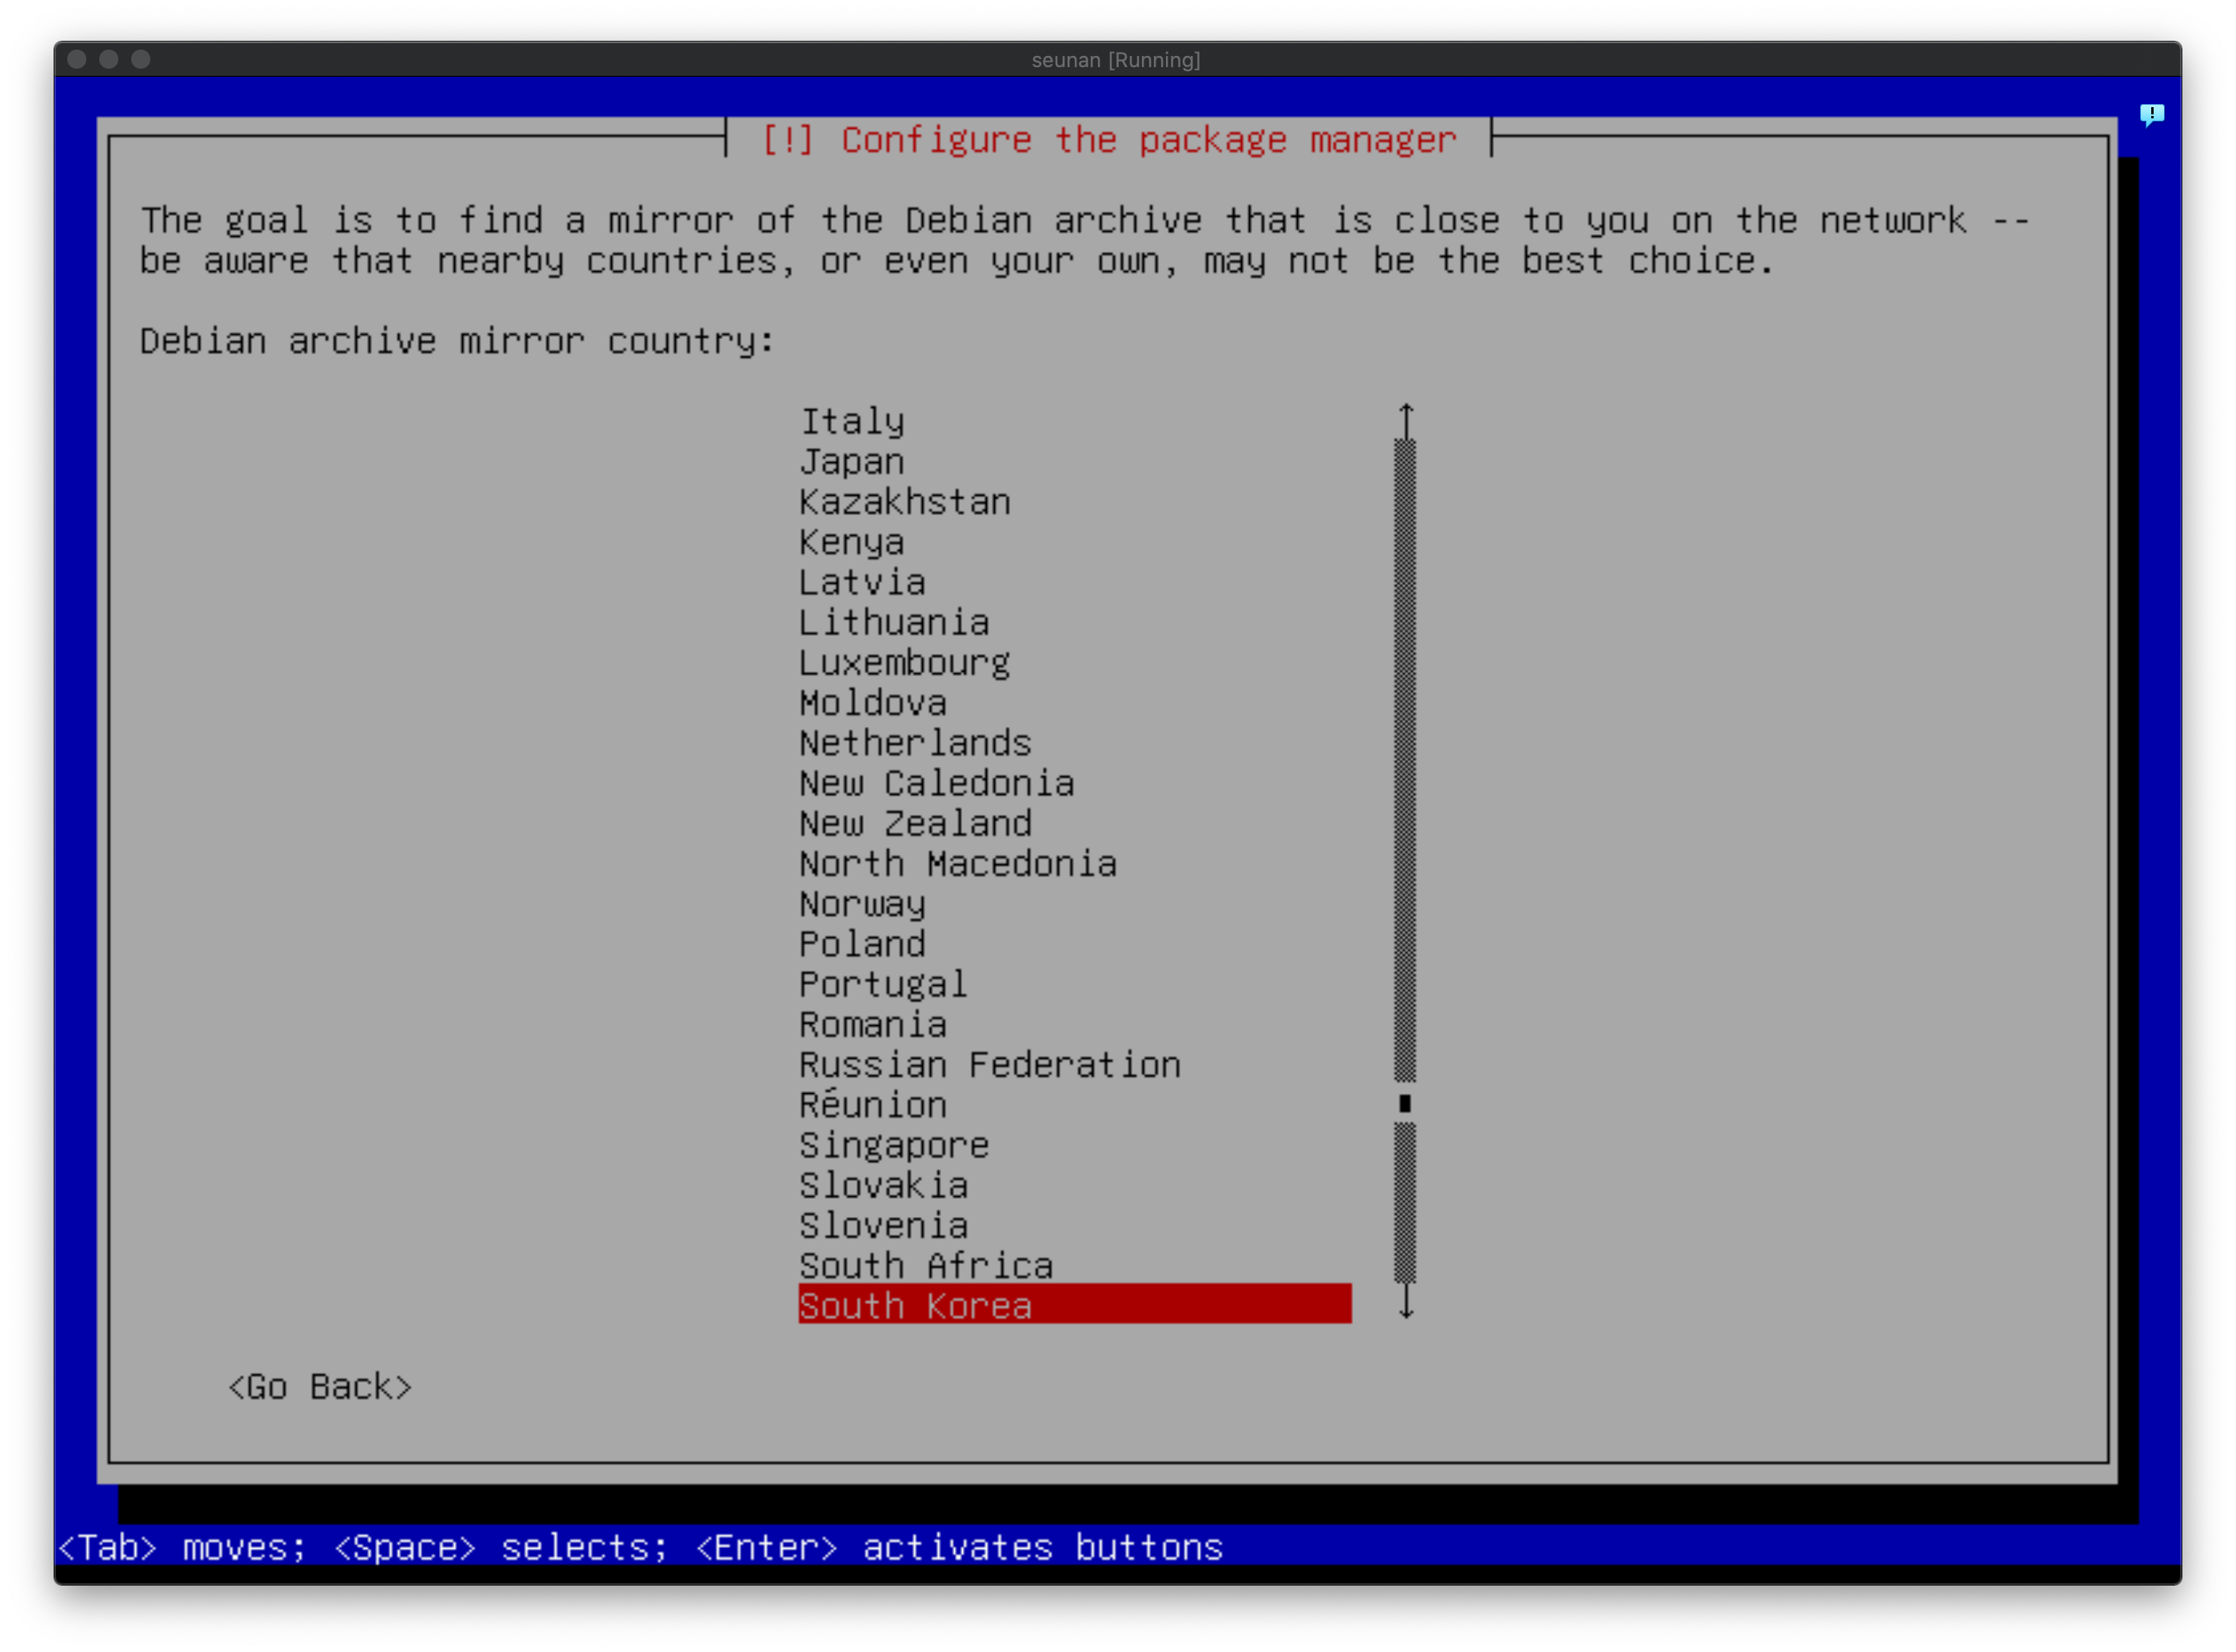 seunan [Running]
[!] Configure the package manager
The goal is to find a mirror of the Debian archive that is close to you on the network --
be aware that nearby countries, or even your own, may not be the best choice.
Debian archive mirror country:
Italy
Japan
Kazakhstan
Kenya
Latvia
Lithuania
Luxembourg
Moldova
Netherlands
New Caledonia
New Zealand
North Macedonia
Norway
Poland
Portugal
Romania
Russian Federation
Réunion
Singapore
Slovakia
Slovenia
South Africa
South Korea
<Go Back>
<Tab> moves; <Space> selects; <Enter> activates buttons